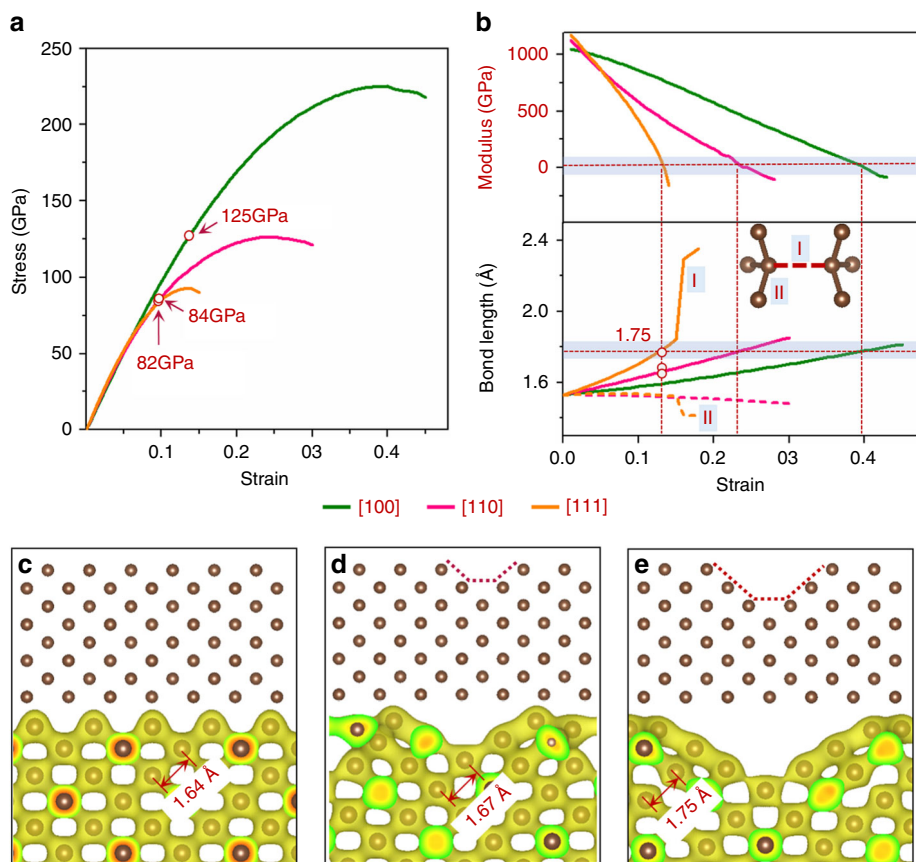 a
250
200
150
100
50
0
Stress (GPa)
125GPa
84GPa
82GPa
0.1
0.2
03
Strain
b
1000
500
0
Modulus (GPa)
2.4
2.0
1.6
1.2
Bond length (Å)
I
II
I
1.75
II
0.0
0.1
0.2
03
0.4
Strain
[100] [110] [111]
c
1.64 Å
d
1.67 Å
e
1.75 Å